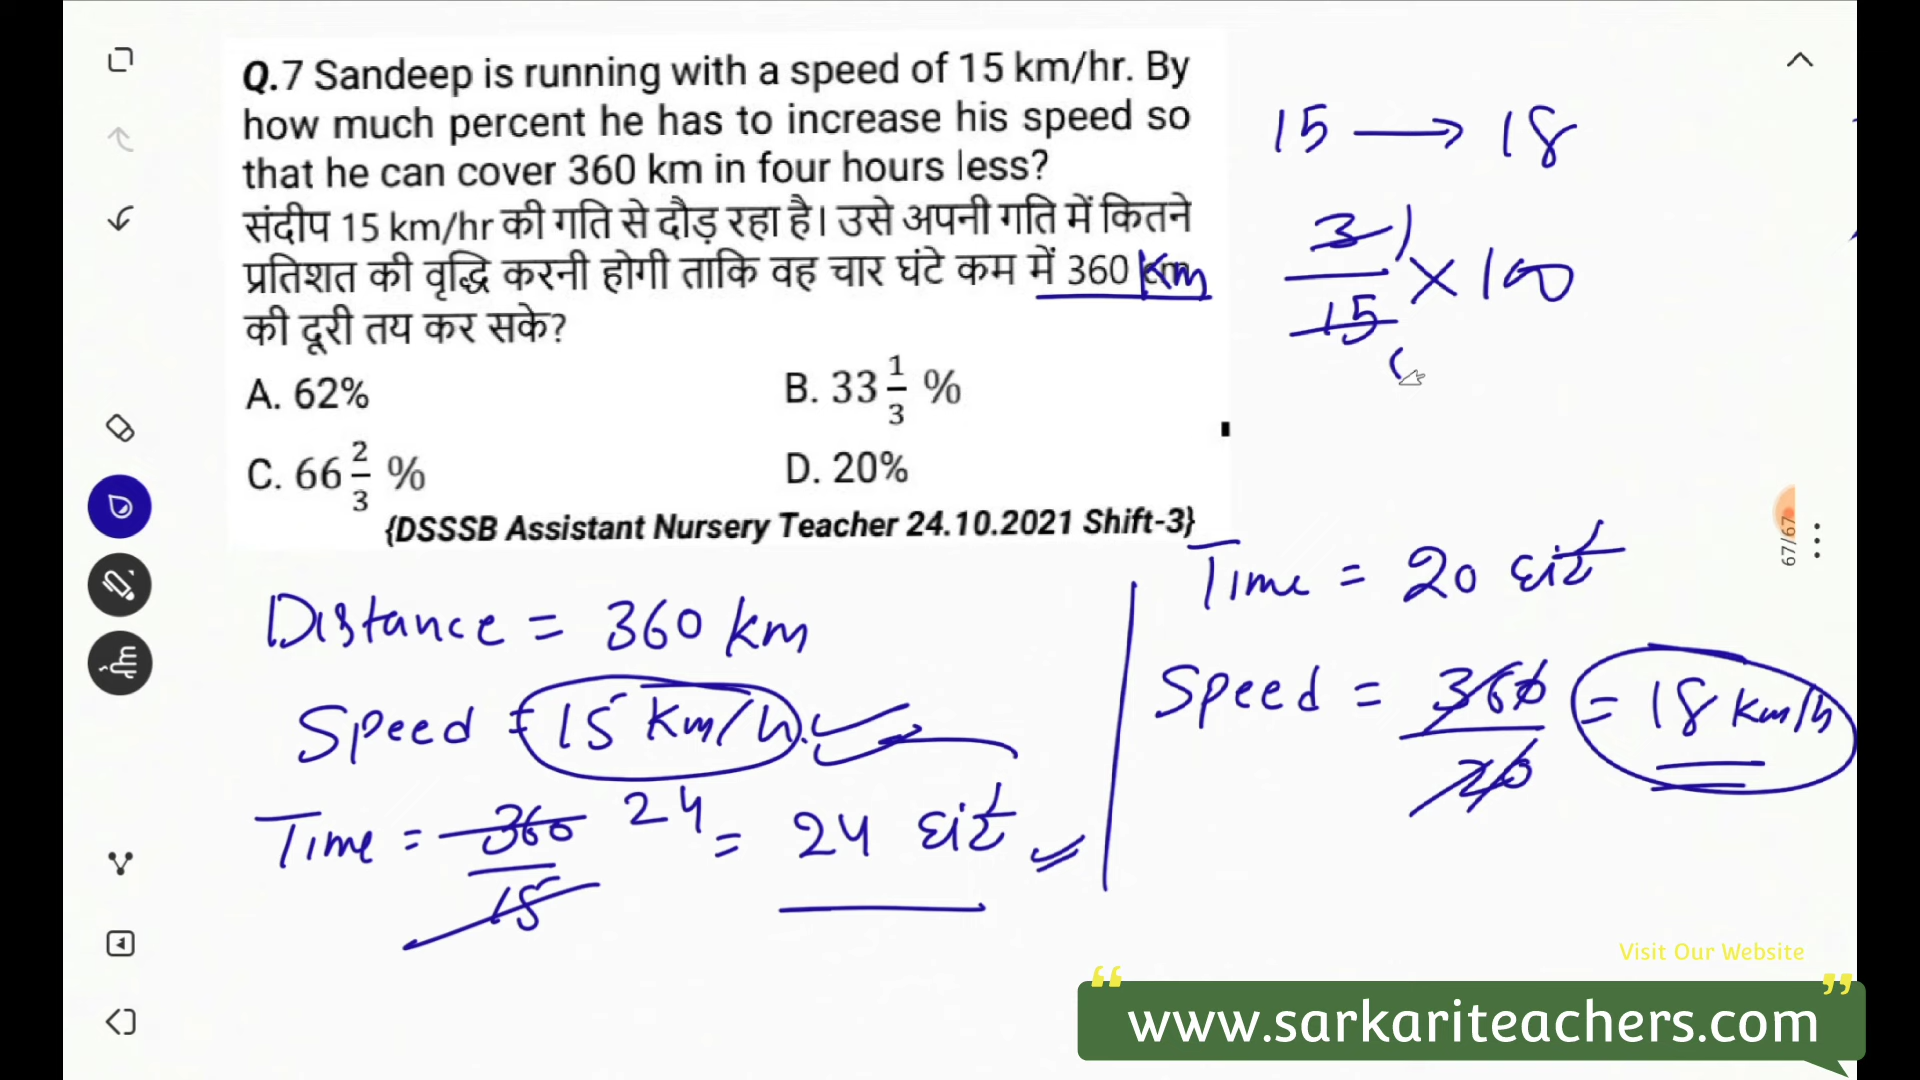 Q.7 Sandeep is running with a speed of 15 km/hr. By
how much percent he has to increase his speed so
that he can cover 360 km in four hours less?
संदीप 15 km/hr की गति से दौड़ रहा है। उसे अपनी गति में कितने
प्रतिशत की वृद्धि करनी होगी ताकि वह चार घंटे कम में 360 Km
की दूरी तय कर सके?
A. 62%
B. 33 1/3 %
C. 66 2/3 %
D. 20%
{DSSSB Assistant Nursery Teacher 24.10.2021 Shift-3}
15 → 18
3/15 × 100
1
Distance = 360 km
Speed = 15 Km/h.
Time = 360/15 24 = 24 घंटे
Time = 20 घंटे
Speed = 360/20 = 18 Km/h
67/67
Visit Our Website
“ www.sarkariteachers.com ”